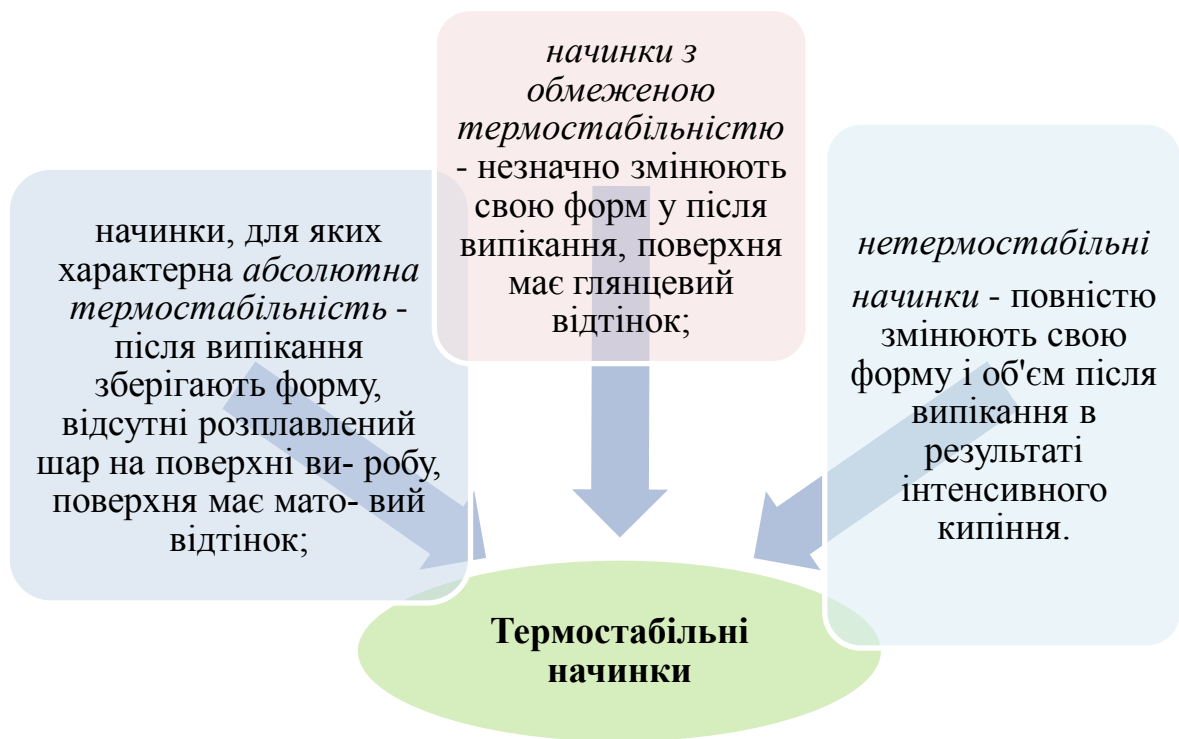 начинки, для яких
характерна абсолютна
термостабільність -
після випікання
зберігають форму,
відсутні розплавлений
шар на поверхні ви- робу,
поверхня має мато- вий
відтінок;
начинки з
обмеженою
термостабільністю
- незначно змінюють
свою форм у після
випікання, поверхня
має глянцевий
відтінок;
нетермостабільні
начинки - повністю
змінюють свою
форму і об'єм після
випікання в
результаті
інтенсивного
кипіння.
Термостабільні
начинки